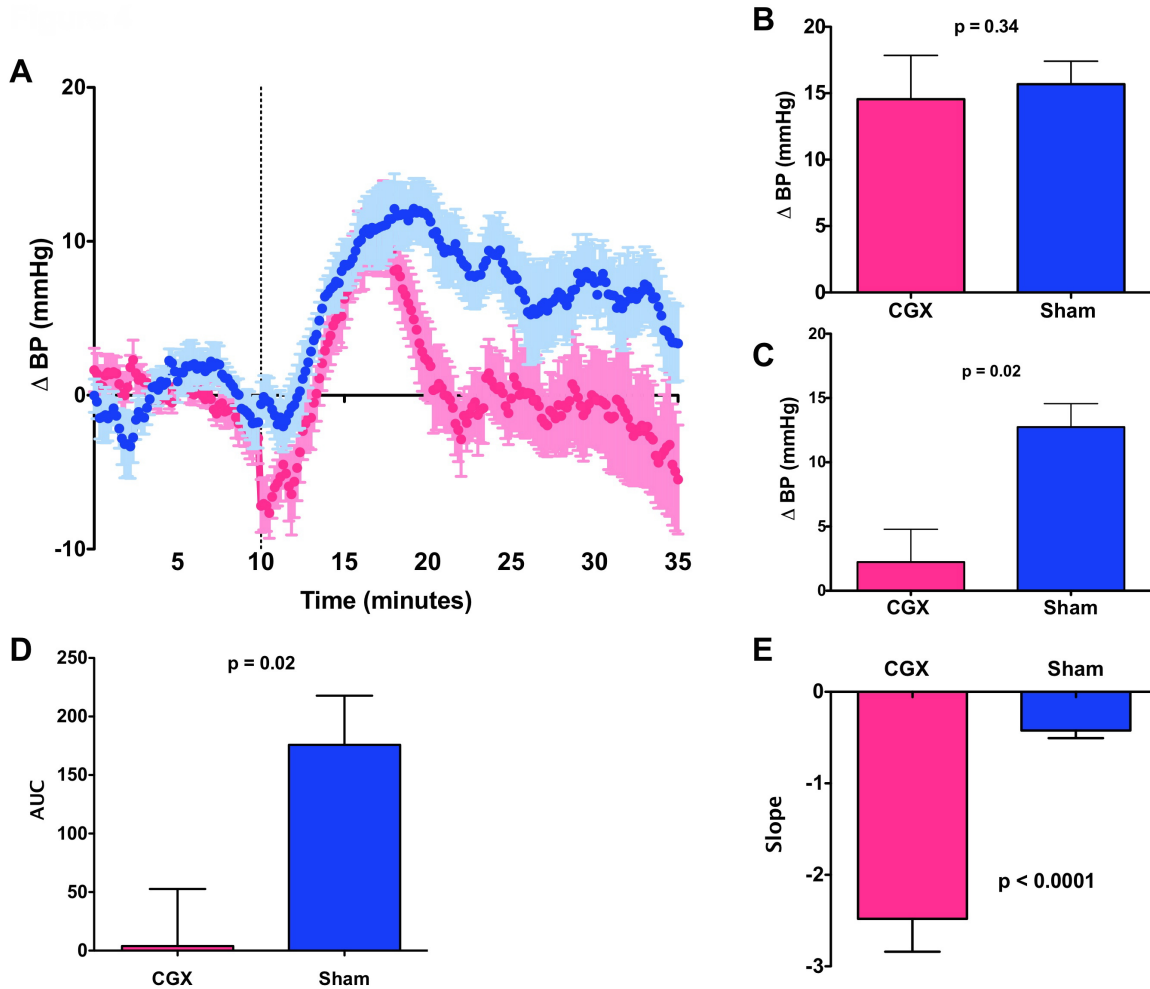 A
Δ BP (mmHg)
20
10
0
-10
5 10 15 20 25 30 35
Time (minutes)
B
p = 0.34
Δ BP (mmHg)
20
15
10
5
0
CGX Sham
C
p = 0.02
Δ BP (mmHg)
20
15
10
5
0
CGX Sham
D
p = 0.02
AUC
250
200
150
100
50
0
CGX Sham
E
CGX Sham
Slope
0
-1
-2
-3
p < 0.0001